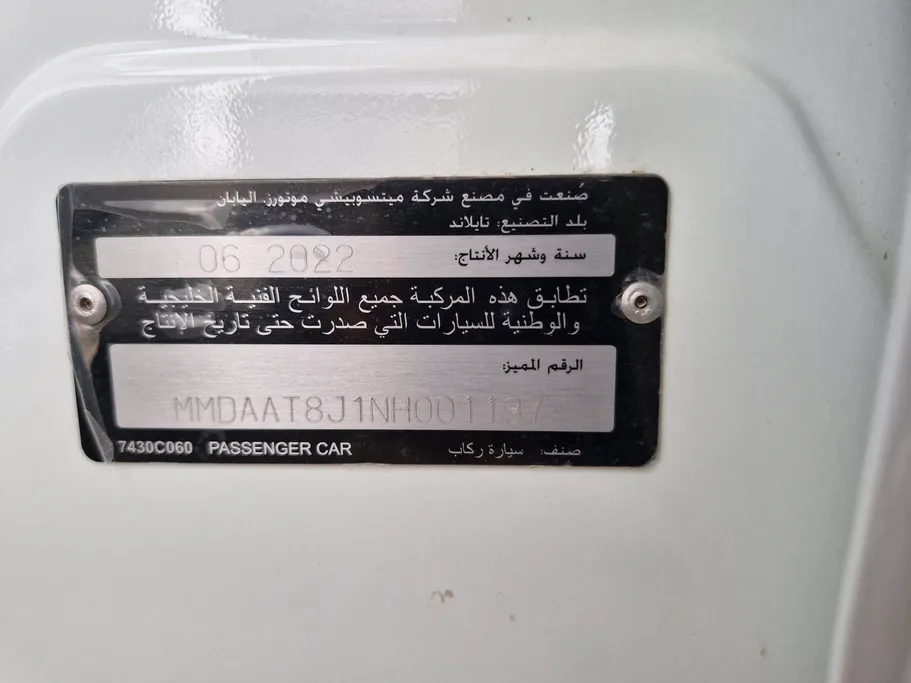 صُنعت في مصنع شركة ميتسوبيشي موتورز. اليابان
بلد التصنيع: تايلاند
سنة وشهر الأنتاج: 06 2022
تطابق هذه المركبة جميع اللوائح الفنية الخليجية
والوطنية للسيارات التي صدرت حتى تاريخ الإنتاج
الرقم المميز:
MMDAAT8J1NH001197
7430C060 PASSENGER CAR صنف: سيارة ركاب